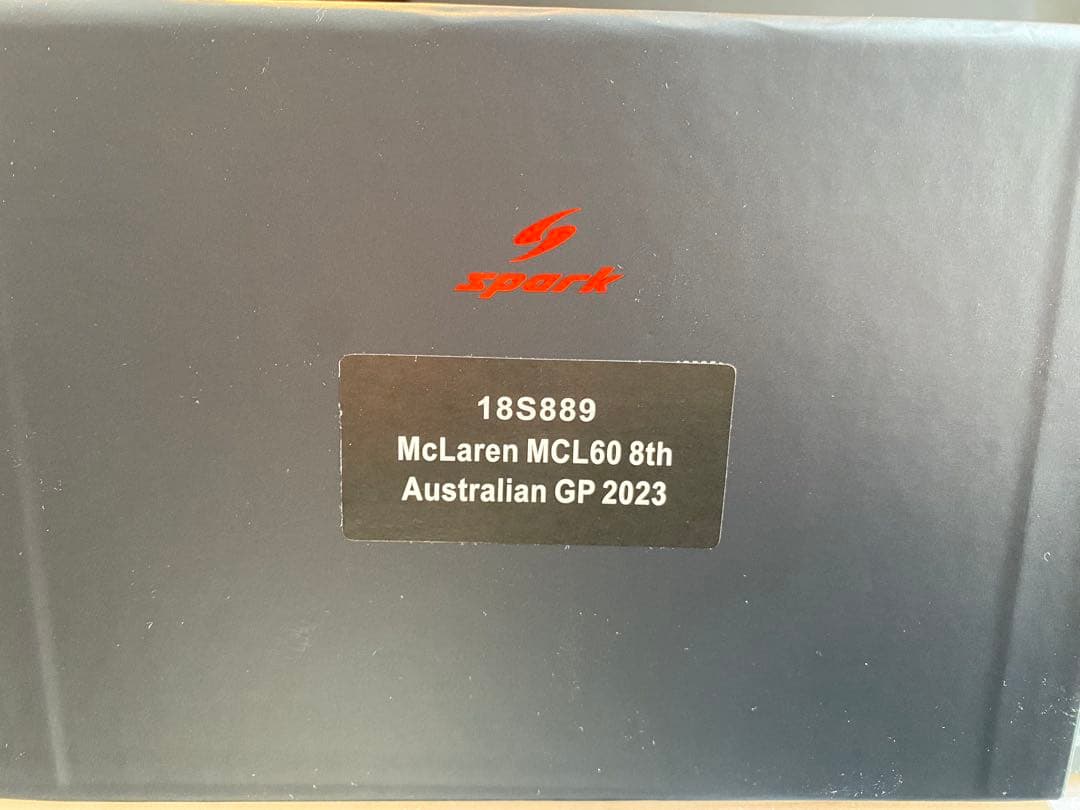 spark
18S889
McLaren MCL60 8th
Australian GP 2023